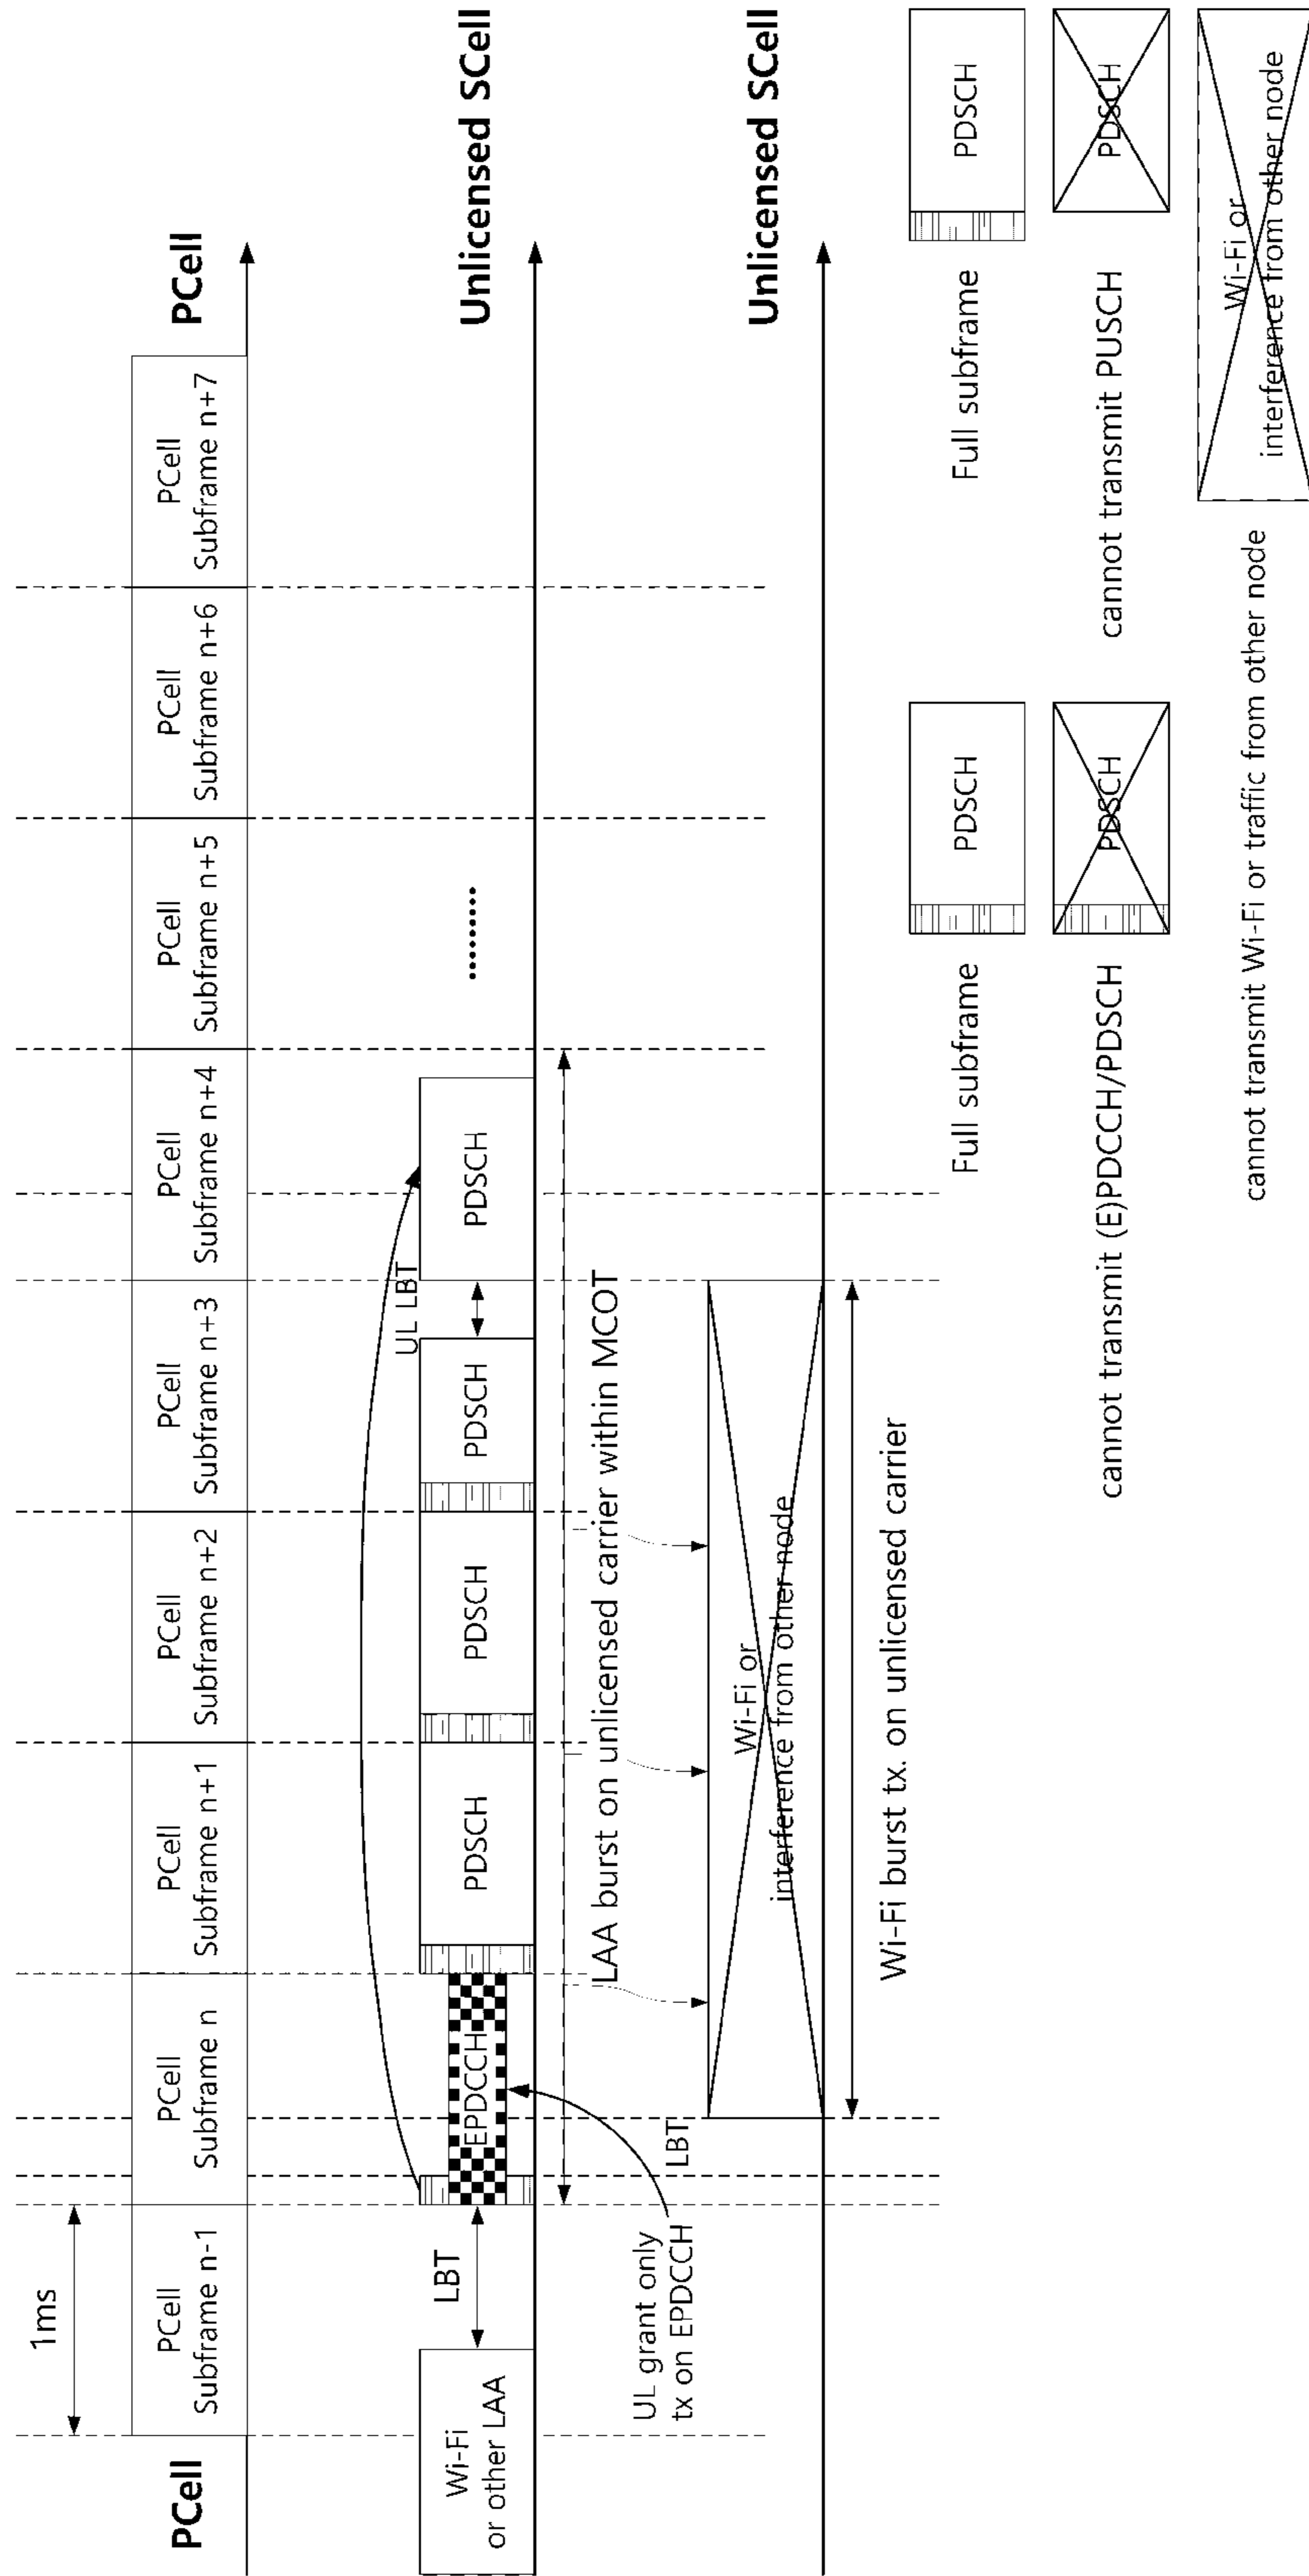 1ms
PCell
PCell
Subframe n-1
PCell
Subframe n
PCell
Subframe n+1
PCell
Subframe n+2
PCell
Subframe n+3
PCell
Subframe n+4
PCell
Subframe n+5
PCell
Subframe n+6
PCell
Subframe n+7
PCell
Wi-Fi
or other LAA
LBT
EPDCCH
PDSCH
PDSCH
PDSCH
UL LBT
PDSCH
.........
Unlicensed SCell
LAA burst on unlicensed carrier within MCOT
UL grant only
tx on EPDCCH
LBT
Wi-Fi or
interference from other node
Unlicensed SCell
Wi-Fi burst tx. on unlicensed carrier
Full subframe
PDSCH
Full subframe
PDSCH
cannot transmit (E)PDCCH/PDSCH
PDSCH
cannot transmit PUSCH
PDSCH
cannot transmit Wi-Fi or traffic from other node
Wi-Fi or
interference from other node